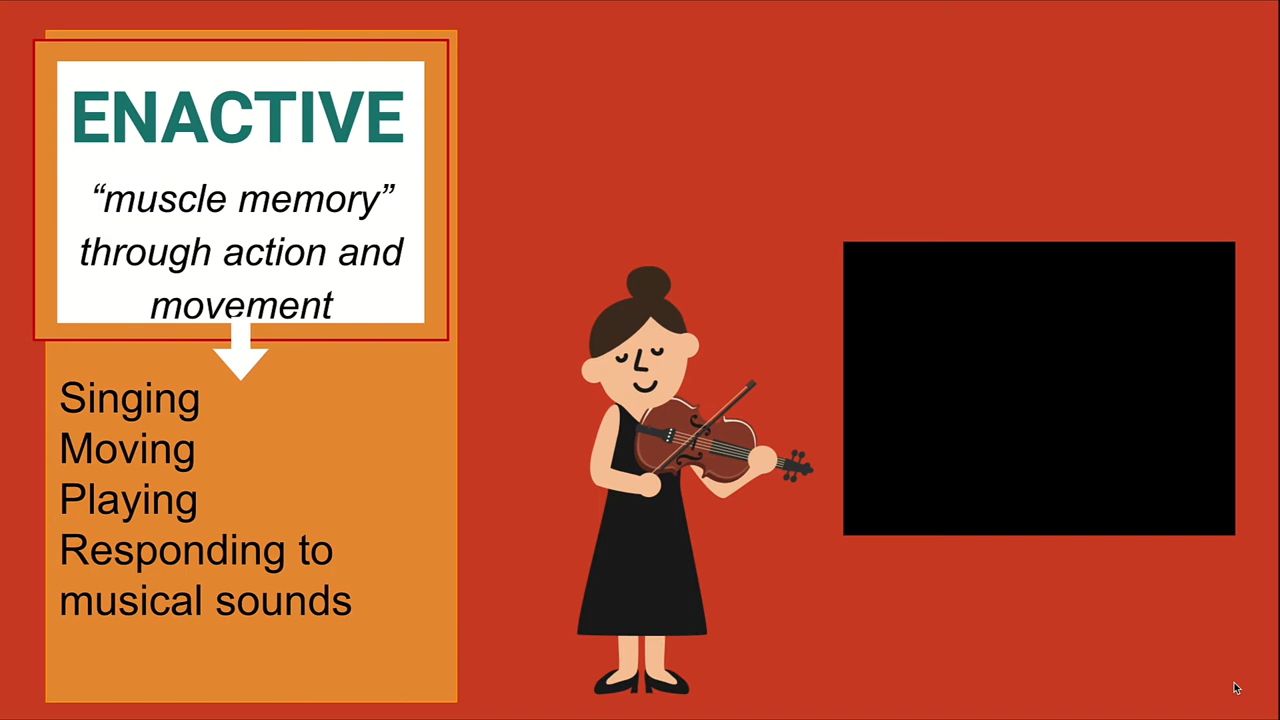 ENACTIVE
“muscle memory”
through action and
movement
Singing
Moving
Playing
Responding to
musical sounds